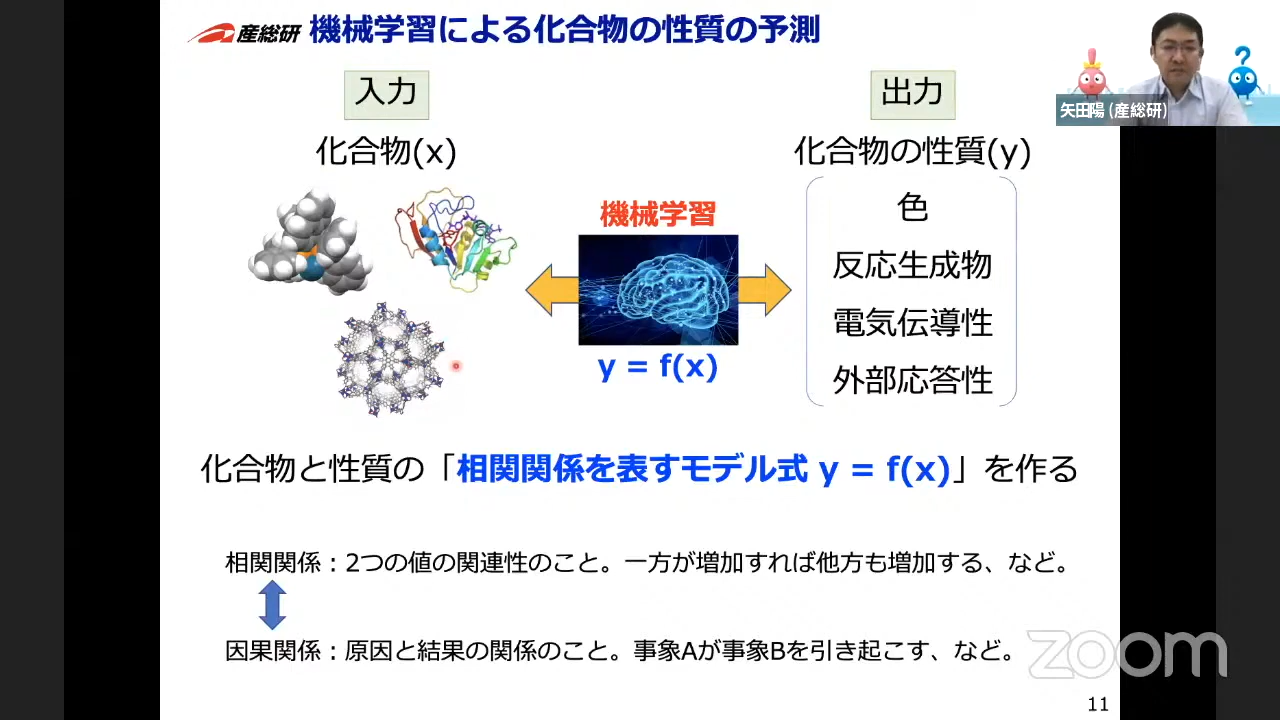 産総研 機械学習による化合物の性質の予測
入力
化合物(x)
機械学習
y = f(x)
出力
化合物の性質(y)
色
反応生成物
電気伝導性
外部応答性
化合物と性質の「相関関係を表すモデル式 y = f(x)」を作る
相関関係：2つの値の関連性のこと。一方が増加すれば他方も増加する、など。
因果関係：原因と結果の関係のこと。事象Aが事象Bを引き起こす、など。
11
矢田陽 (産総研)
zoom